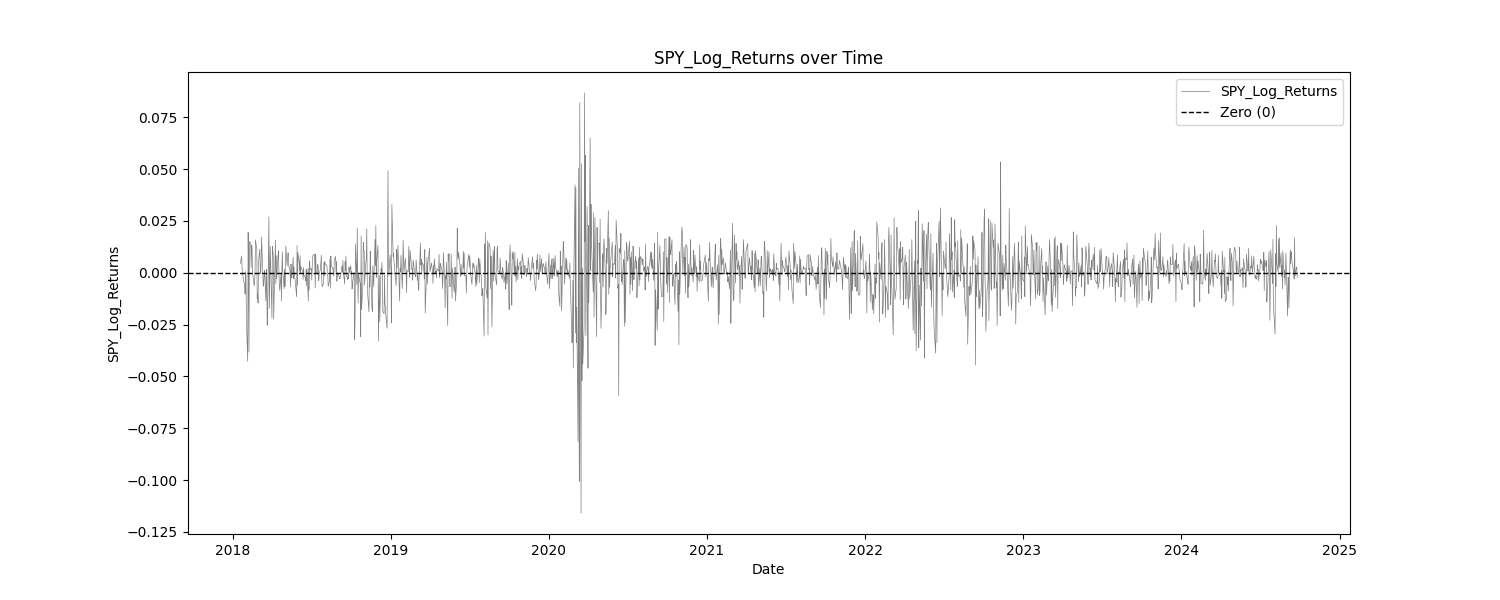 SPY_Log_Returns over Time
SPY_Log_Returns
Zero (0)
SPY_Log_Returns
0.075
0.050
0.025
0.000
−0.025
−0.050
−0.075
−0.100
−0.125
2018 2019 2020 2021 2022 2023 2024 2025
Date